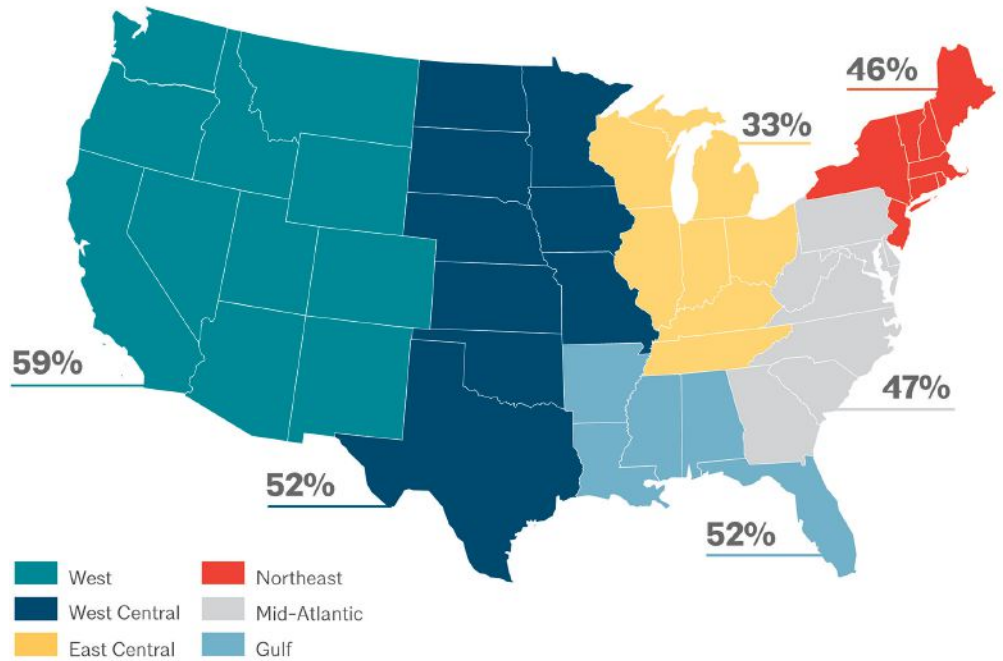 46%
33%
59%
47%
52%
52%
West
Northeast
West Central
Mid-Atlantic
East Central
Gulf